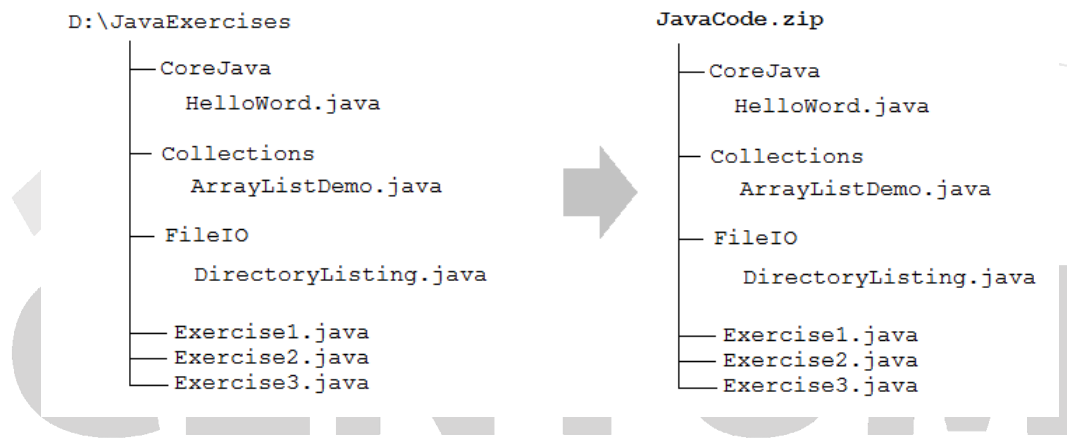 D:\JavaExercises
CoreJava
HelloWord.java
Collections
ArrayListDemo.java
FileIO
DirectoryListing.java
Exercise1.java
Exercise2.java
Exercise3.java
JavaCode.zip
CoreJava
HelloWord.java
Collections
ArrayListDemo.java
FileIO
DirectoryListing.java
Exercise1.java
Exercise2.java
Exercise3.java